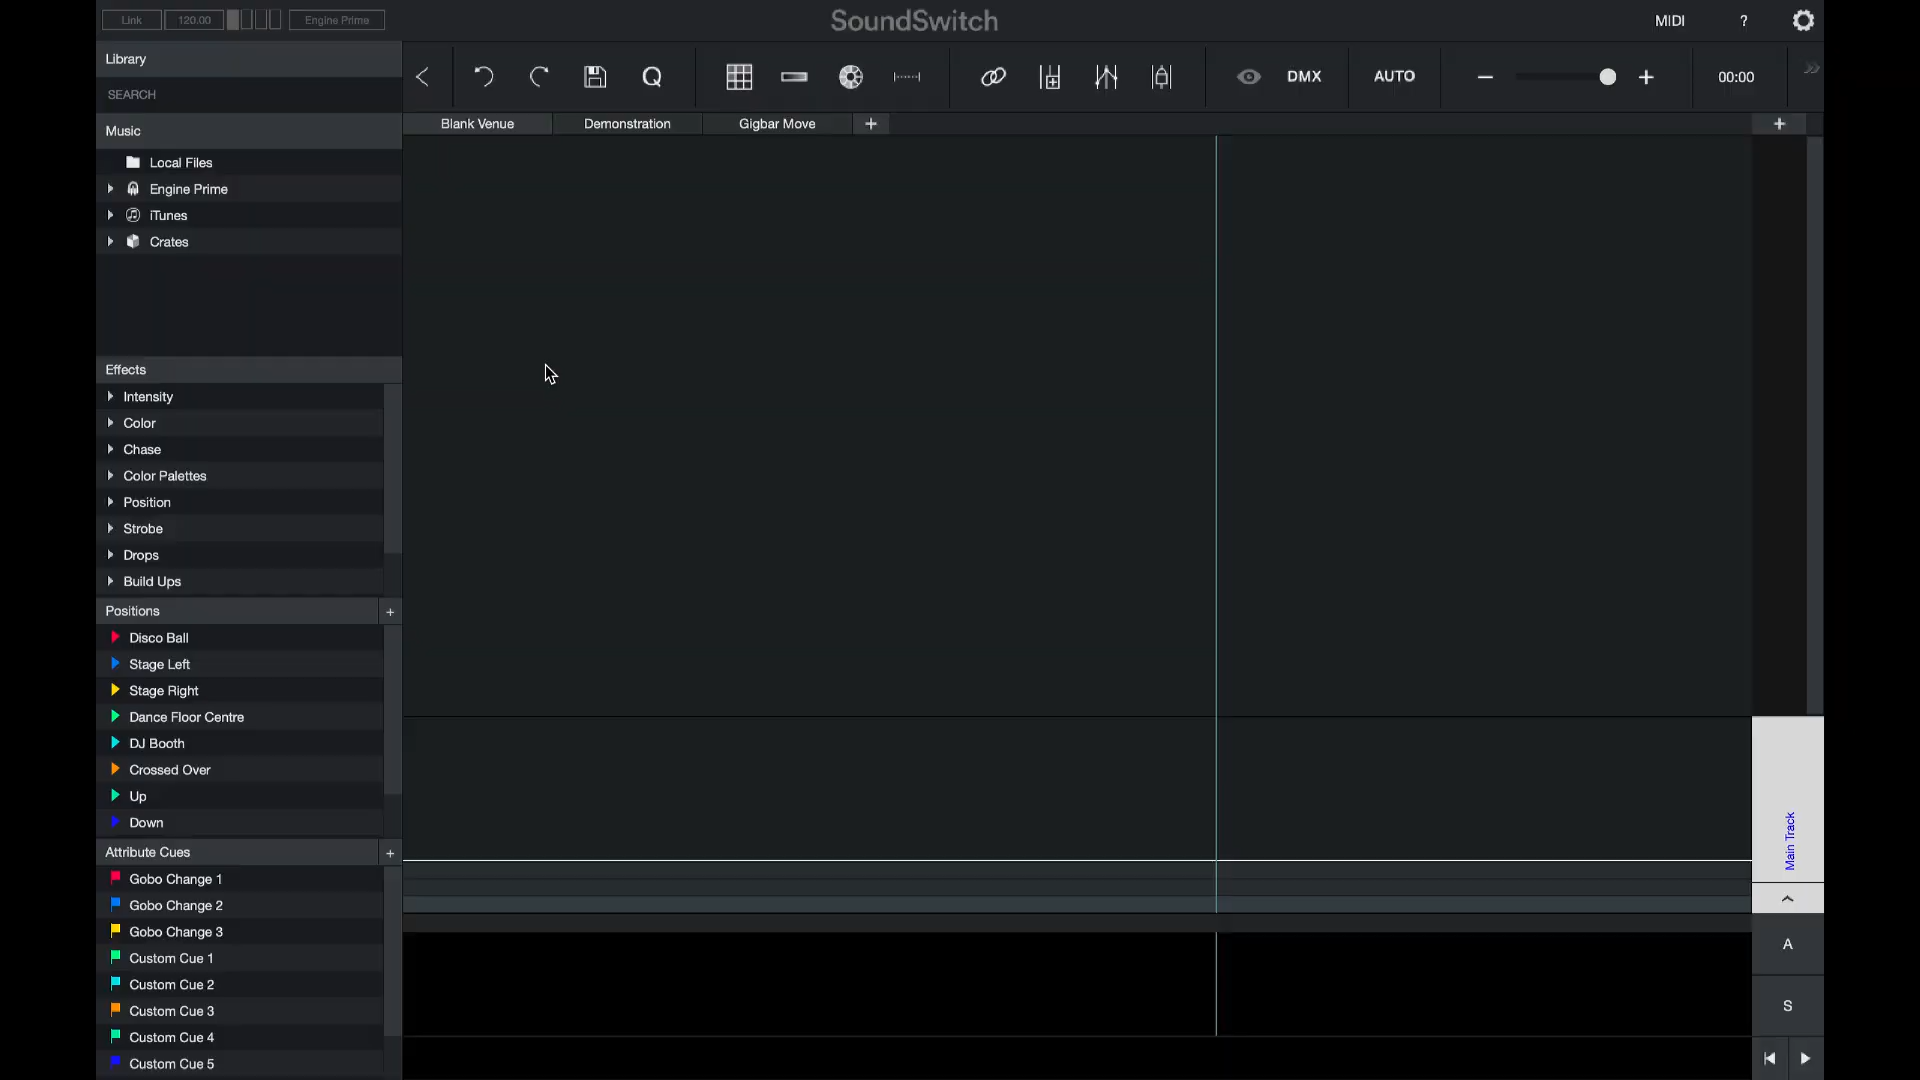 Link 120.00 Engine Prime SoundSwitch MIDI ?
Library
SEARCH
Q DMX AUTO 00:00
Music
Blank Venue Demonstration Gigbar Move + +
Local Files
Engine Prime
iTunes
Crates
Effects
Intensity
Color
Chase
Color Palettes
Position
Strobe
Drops
Build Ups
Positions +
Disco Ball
Stage Left
Stage Right
Dance Floor Centre
DJ Booth
Crossed Over
Up
Down
Main Track
Attribute Cues +
Gobo Change 1
Gobo Change 2
Gobo Change 3
Custom Cue 1
Custom Cue 2
Custom Cue 3
Custom Cue 4
Custom Cue 5
A
S